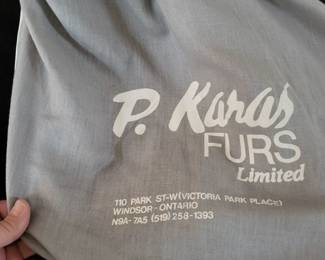 P. Karas
FURS
Limited
110 PARK ST-W (VICTORIA PARK PLACE)
WINDSOR-ONTARIO
N9A-7A5 (519) 258-1393